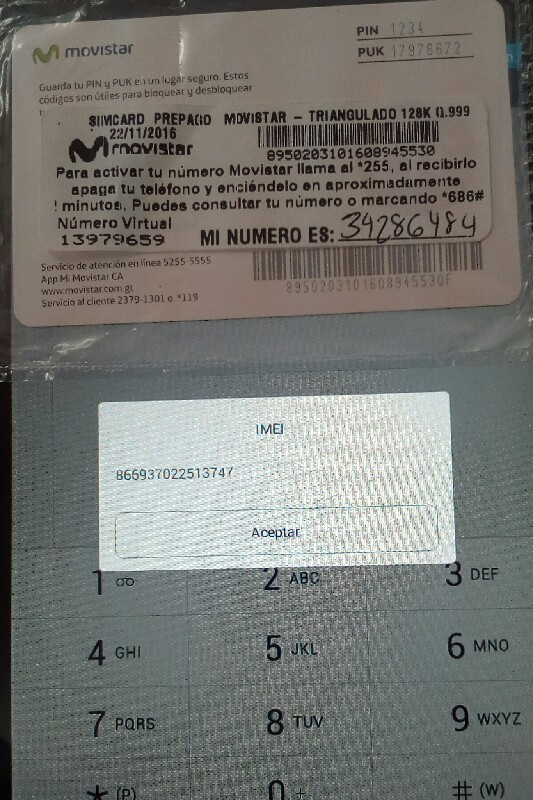 movistar
PIN 1234
PUK 17976672
Guarda tu PIN y PUK en un lugar seguro. Estos
códigos son útiles para bloquear y desbloquear
SIMCARD PREPAGO MOVISTAR - TRIANGULADO 128K 0.999
22/11/2016
movistar
8950203101608945530
Para activar tu número Movistar llama al *255, al recibirlo
apaga tu teléfono y enciéndelo en aproximadamente
minutos. Puedes consultar tu número o marcando *686#
Número Virtual
13979659
MI NUMERO ES: 34286484
Servicio de atención en línea 5255-5555
App Mi Movistar CA
www.movistar.com.gt
Servicio al cliente 2379-1301 o *119
8950203101608945530F
IMEI
866937022513747
Aceptar
1
2 ABC
3 DEF
4 GHI
5 JKL
6 MNO
7 PQRS
8 TUV
9 WXYZ
* (P)
0 +
# (W)